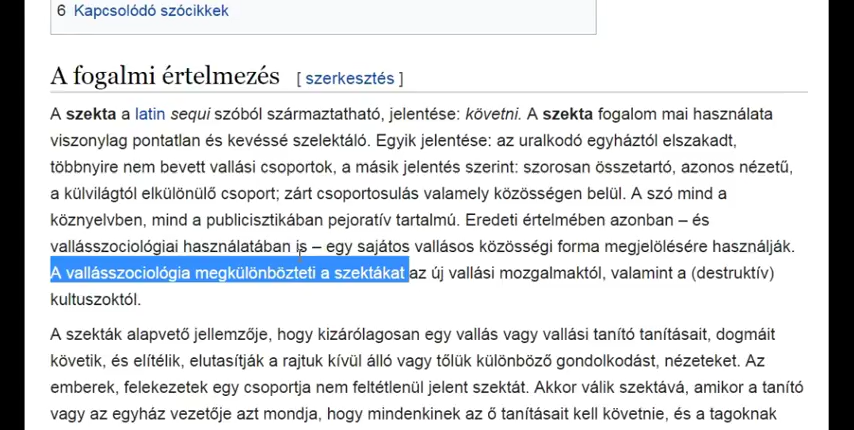 6 Kapcsolódó szócikkek
A fogalmi értelmezés [ szerkesztés ]
A szekta a latin sequi szóból származtatható, jelentése: követni. A szekta fogalom mai használata
viszonylag pontatlan és kevéssé szelektáló. Egyik jelentése: az uralkodó egyháztól elszakadt,
többnyire nem bevett vallási csoportok, a másik jelentés szerint: szorosan összetartó, azonos nézetű,
a külvilágtól elkülönülő csoport; zárt csoportosulás valamely közösségen belül. A szó mind a
köznyelvben, mind a publicisztikában pejoratív tartalmú. Eredeti értelmében azonban – és
vallásszociológiai használatában is – egy sajátos vallásos közösségi forma megjelölésére használják.
A vallásszociológia megkülönbözteti a szektákat az új vallási mozgalmaktól, valamint a (destruktív)
kultuszoktól.
A szekták alapvető jellemzője, hogy kizárólagosan egy vallás vagy vallási tanító tanításait, dogmáit
követik, és elítélik, elutasítják a rajtuk kívül álló vagy tőlük különböző gondolkodást, nézeteket. Az
emberek, felekezetek egy csoportja nem feltétlenül jelent szektát. Akkor válik szektává, amikor a tanító
vagy az egyház vezetője azt mondja, hogy mindenkinek az ő tanításait kell követnie, és a tagoknak